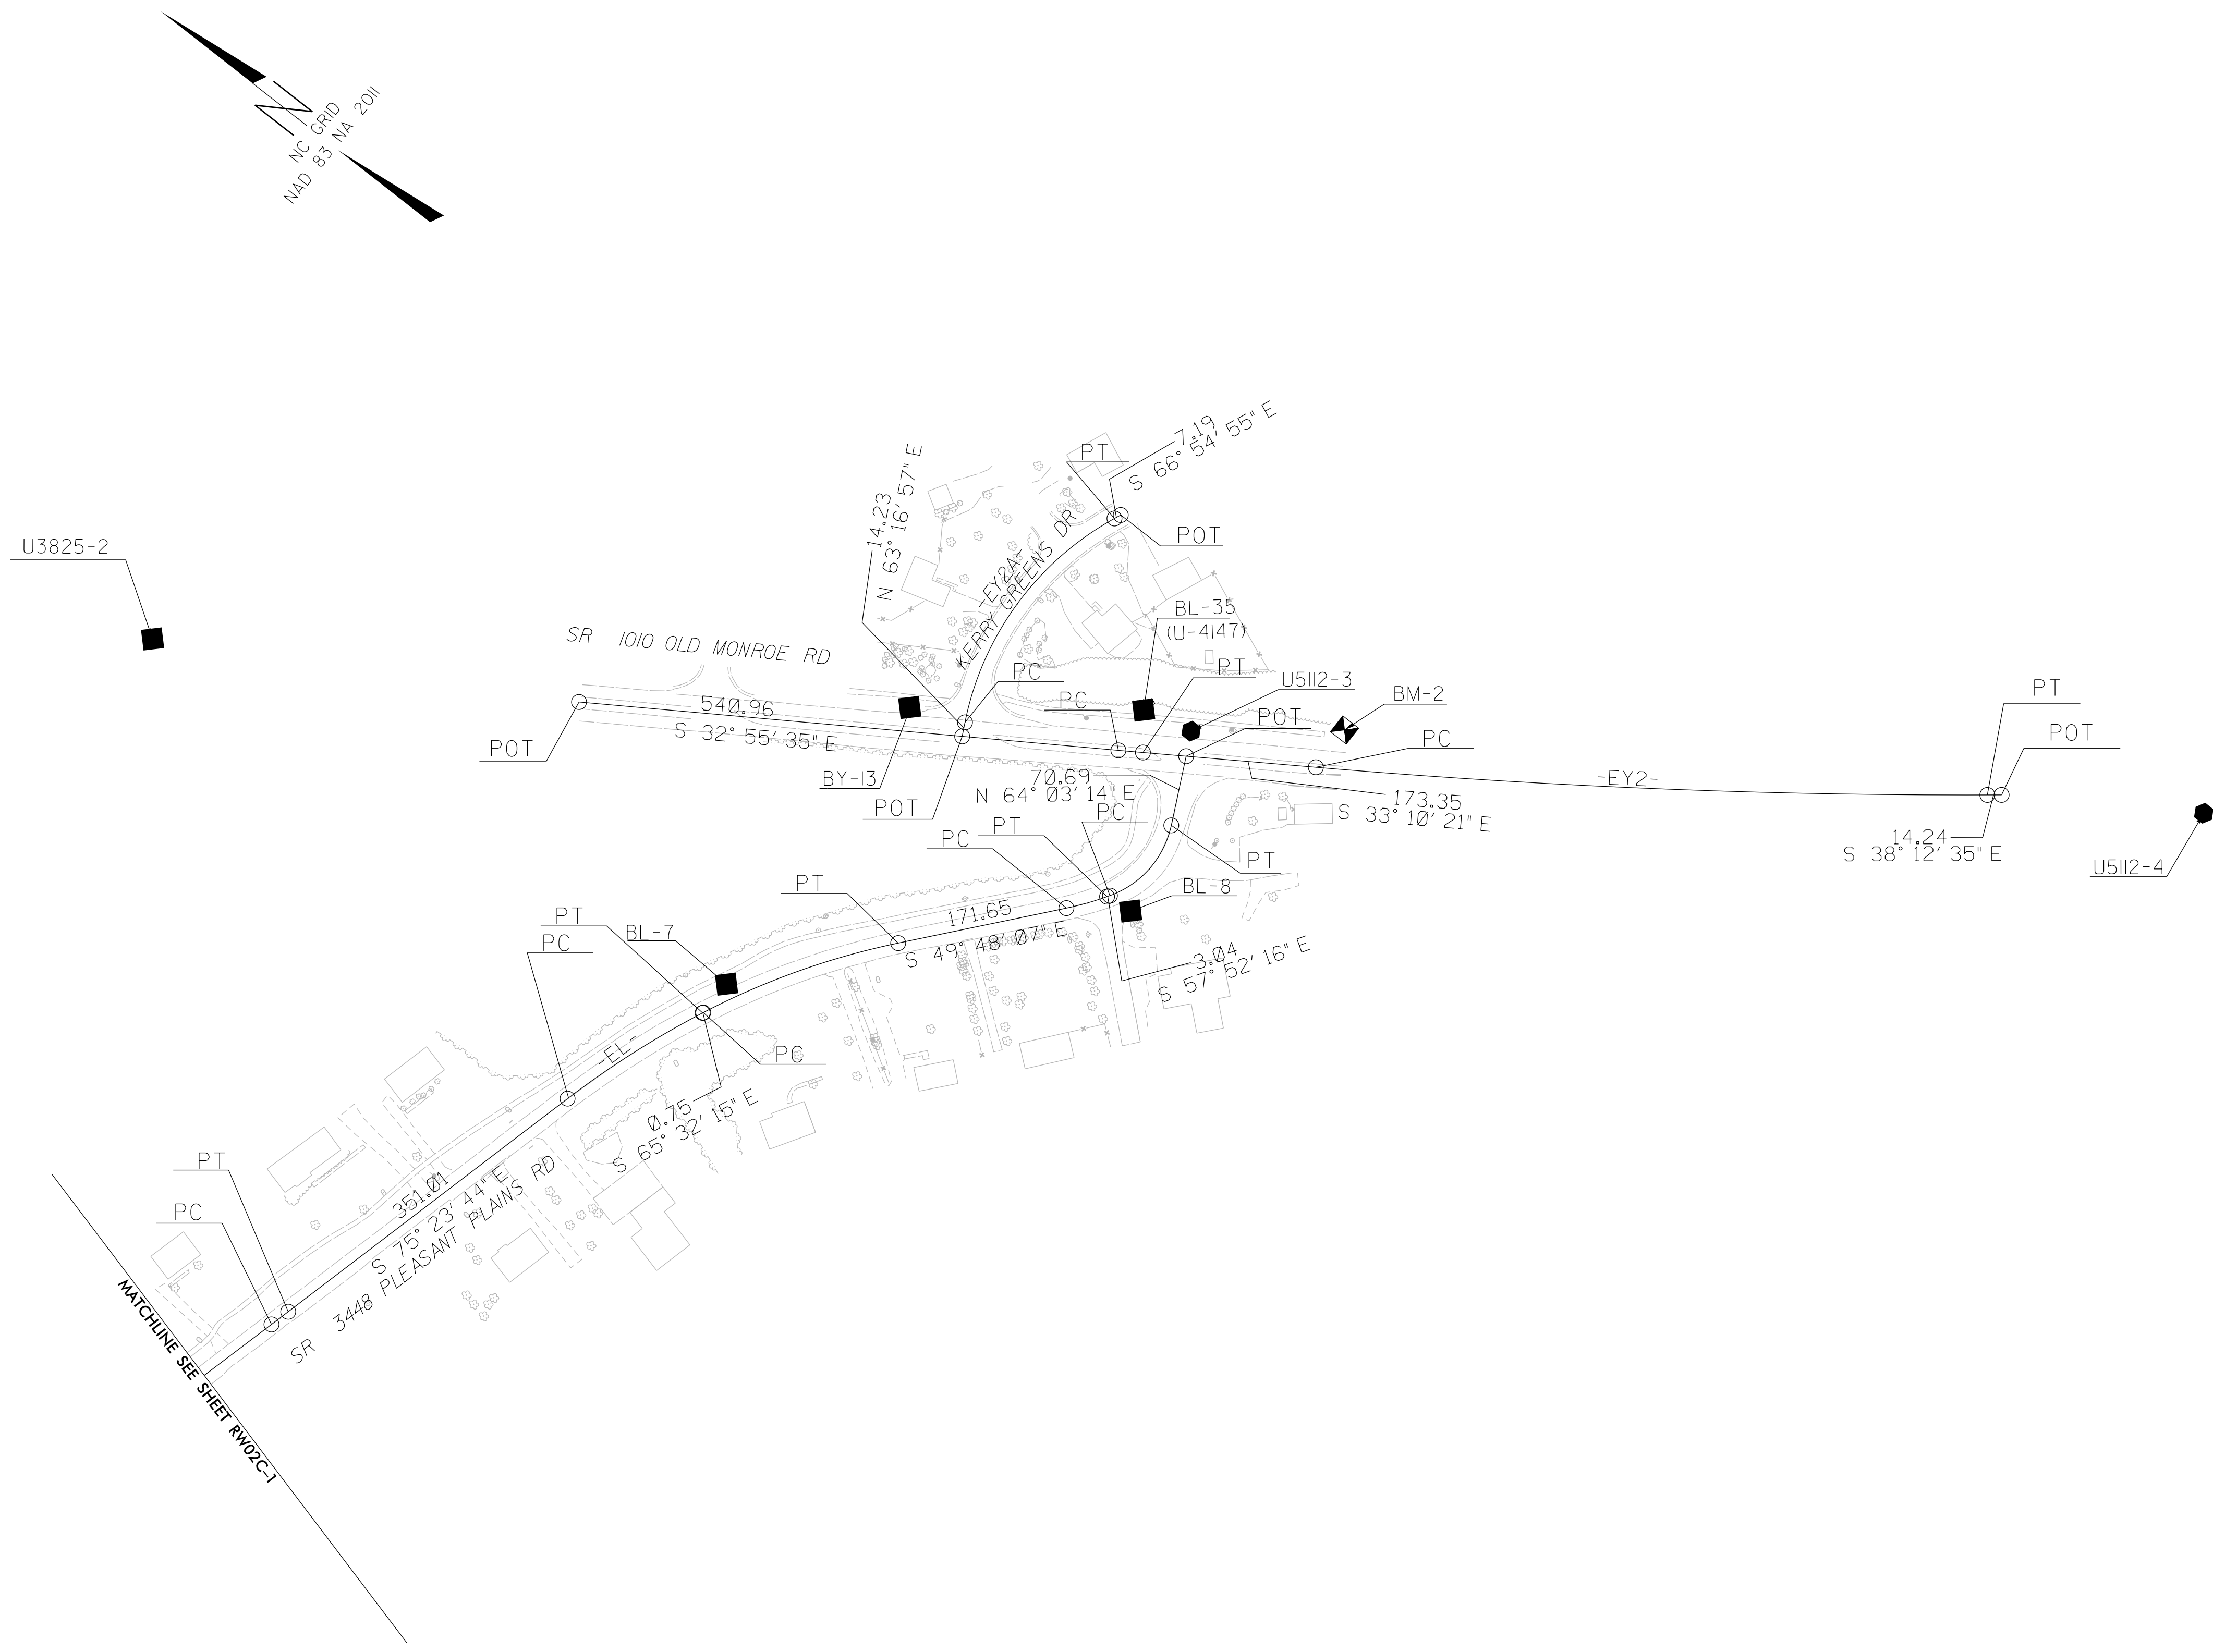 NC GRID
NAD 83 NA 2011
7.19
S 66° 54' 55" E
PT
POT
14.23
N 63° 16' 57" E
-EY2A-
KERRY GREENS DR
U3825-2
BL-35
(U-4147)
SR 1010 OLD MONROE RD
PC
PT
PC
U5112-3
BM-2
POT
PT
540.96
S 32° 55' 35" E
POT
PC
POT
BY-13
70.69
N 64° 03' 14" E
-EY2-
POT
173.35
S 33° 10' 21" E
PC
PT
PC
14.24
S 38° 12' 35" E
PT
U5112-4
PT
BL-8
171.65
S 49° 48' 07" E
PT
BL-7
PC
3.04
S 57° 52' 16" E
-EL-
PC
0.75
S 65° 32' 15" E
PT
351.01
S 75° 23' 44" E
SR 3448 PLEASANT PLAINS RD
PC
MATCHLINE SEE SHEET RW02C-1